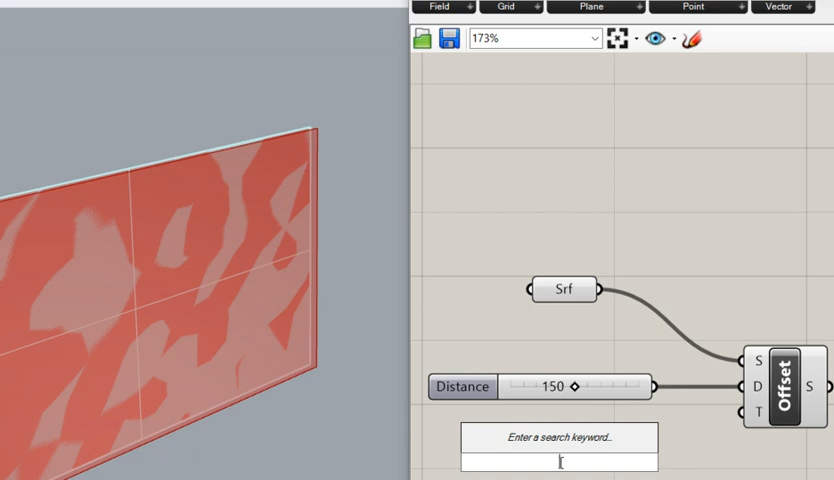 Field Grid Plane Point Vector
173%
Srf
Distance 150
S
D
T
Offset
S
Enter a search keyword...